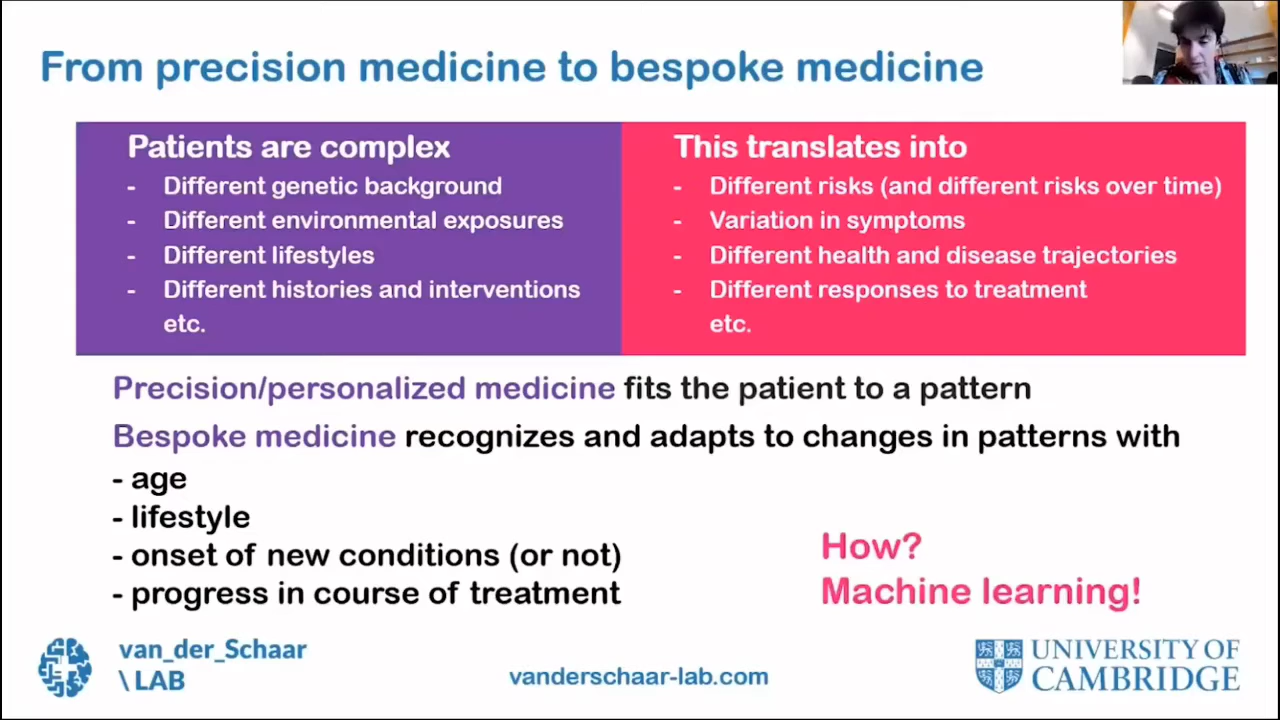 From precision medicine to bespoke medicine
Patients are complex
- Different genetic background
- Different environmental exposures
- Different lifestyles
- Different histories and interventions
etc.
This translates into
- Different risks (and different risks over time)
- Variation in symptoms
- Different health and disease trajectories
- Different responses to treatment
etc.
Precision/personalized medicine fits the patient to a pattern
Bespoke medicine recognizes and adapts to changes in patterns with
- age
- lifestyle
- onset of new conditions (or not)
- progress in course of treatment
How?
Machine learning!
van_der_Schaar
\ LAB
vanderschaar-lab.com
UNIVERSITY OF
CAMBRIDGE